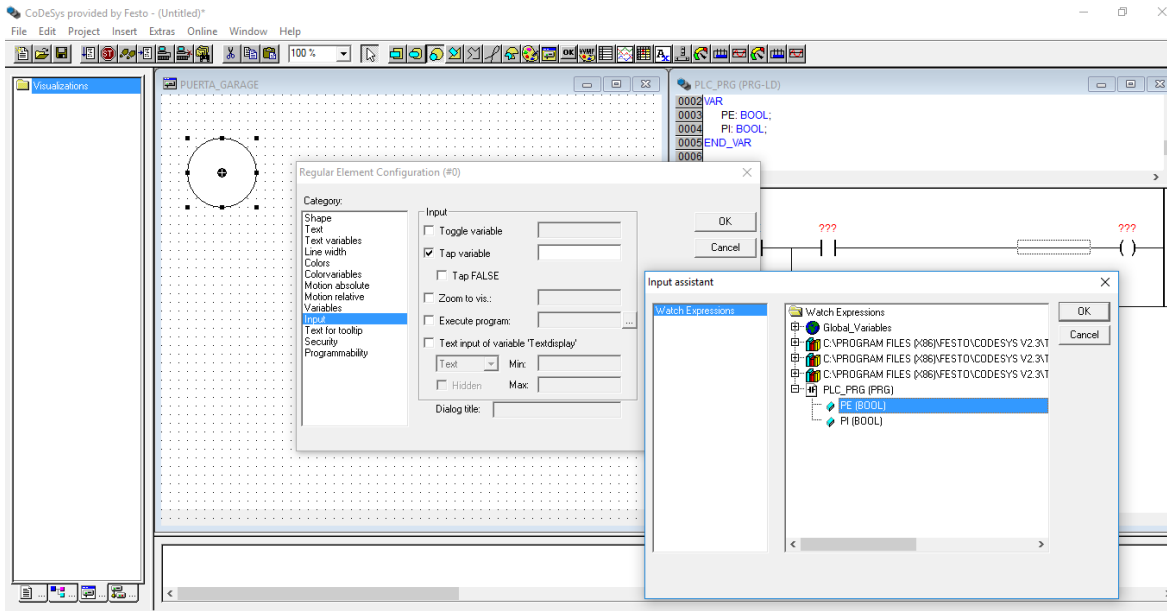 CoDeSys provided by Festo - (Untitled)*
File Edit Project Insert Extras Online Window Help
100 %
Visualizations
PUERTA_GARAGE
PLC_PRG (PRG-LD)
0002 VAR
0003 PE: BOOL;
0004 PI: BOOL;
0005 END_VAR
0006
Regular Element Configuration (#0)
Category:
Shape
Text
Text variables
Line width
Colors
Colorvariables
Motion absolute
Motion relative
Variables
Input
Text for tooltip
Security
Programmability
Input
Toggle variable
Tap variable
Tap FALSE
Zoom to vis.:
Execute program:
...
Text input of variable 'Textdisplay'
Text
Min:
Hidden
Max:
Dialog title:
OK
Cancel
???
???
Input assistant
Watch Expressions
Watch Expressions
Global_Variables
C:\PROGRAM FILES (X86)\FESTO\CODESYS V2.3\T
C:\PROGRAM FILES (X86)\FESTO\CODESYS V2.3\T
C:\PROGRAM FILES (X86)\FESTO\CODESYS V2.3\T
PLC_PRG (PRG)
PE (BOOL)
PI (BOOL)
OK
Cancel